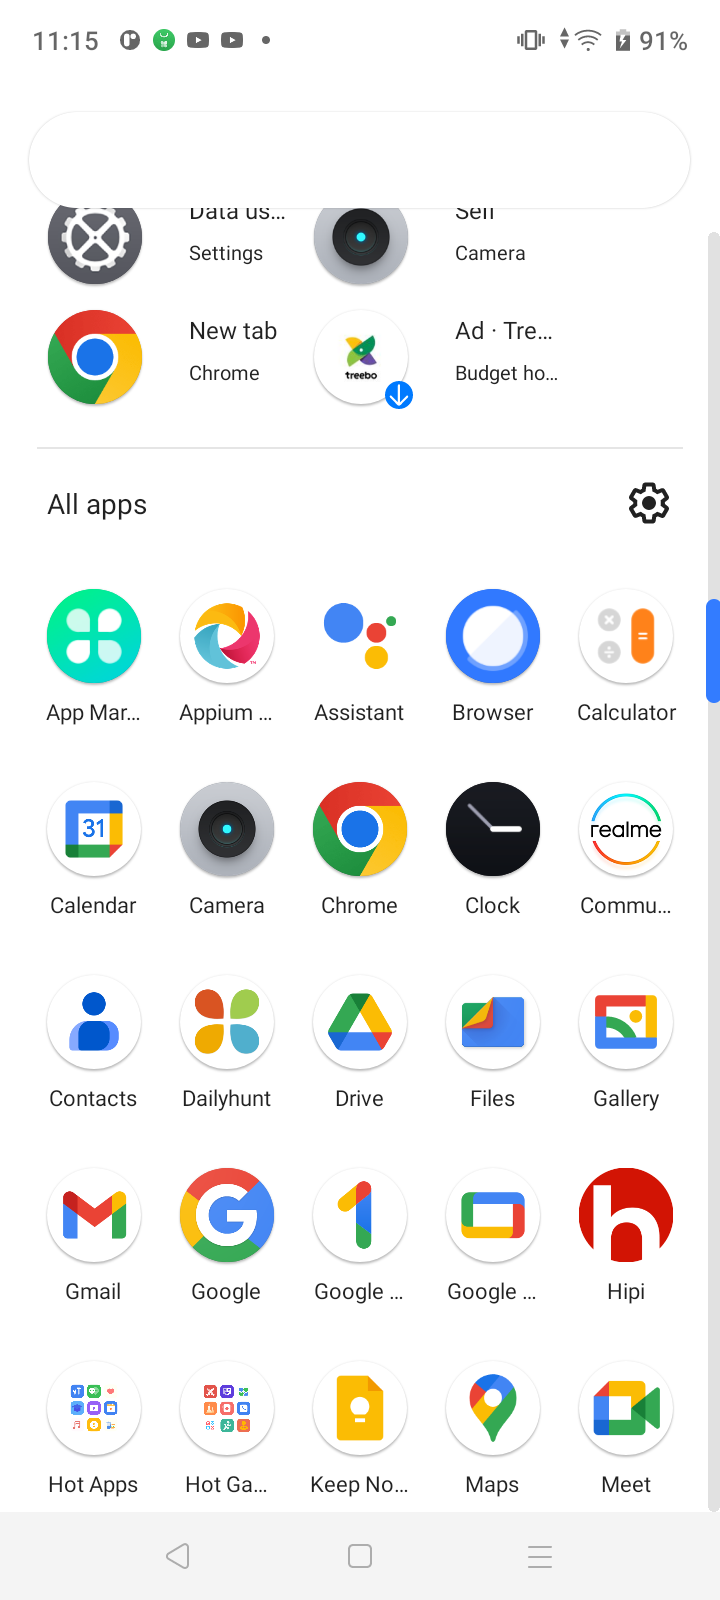 11:15
91%
Data us...
Settings
Self
Camera
New tab
Chrome
treebo
Ad · Tre...
Budget ho...
All apps
App Mar...
Appium ...
Assistant
Browser
Calculator
31
realme
Calendar
Camera
Chrome
Clock
Commu...
Contacts
Dailyhunt
Drive
Files
Gallery
Gmail
Google
Google ...
Google ...
Hipi
Hot Apps
Hot Ga...
Keep No...
Maps
Meet